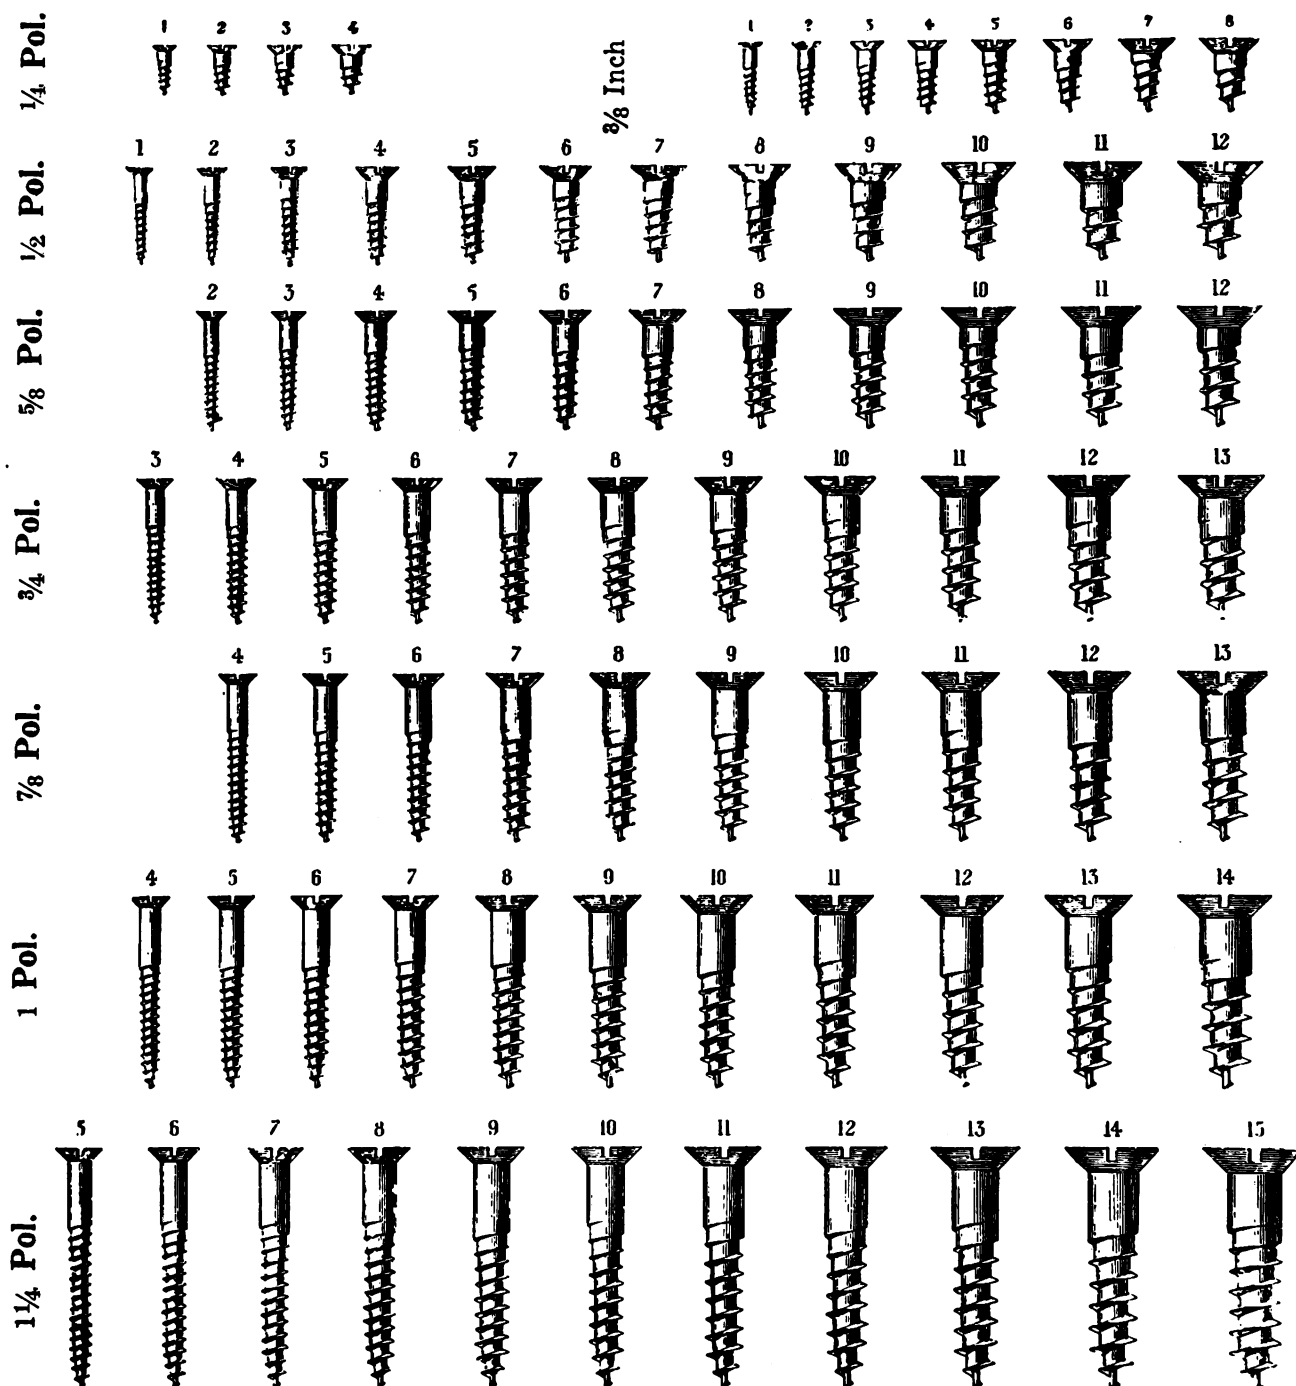 ¼ Pol.
1 2 3 4
3/8 Inch
1 2 3 4 5 6 7 8
½ Pol.
1 2 3 4 5 6 7 8 9 10 11 12
5/8 Pol.
2 3 4 5 6 7 8 9 10 11 12
¾ Pol.
3 4 5 6 7 8 9 10 11 12 13
7/8 Pol.
4 5 6 7 8 9 10 11 12 13
1 Pol.
4 5 6 7 8 9 10 11 12 13 14
1¼ Pol.
5 6 7 8 9 10 11 12 13 14 15